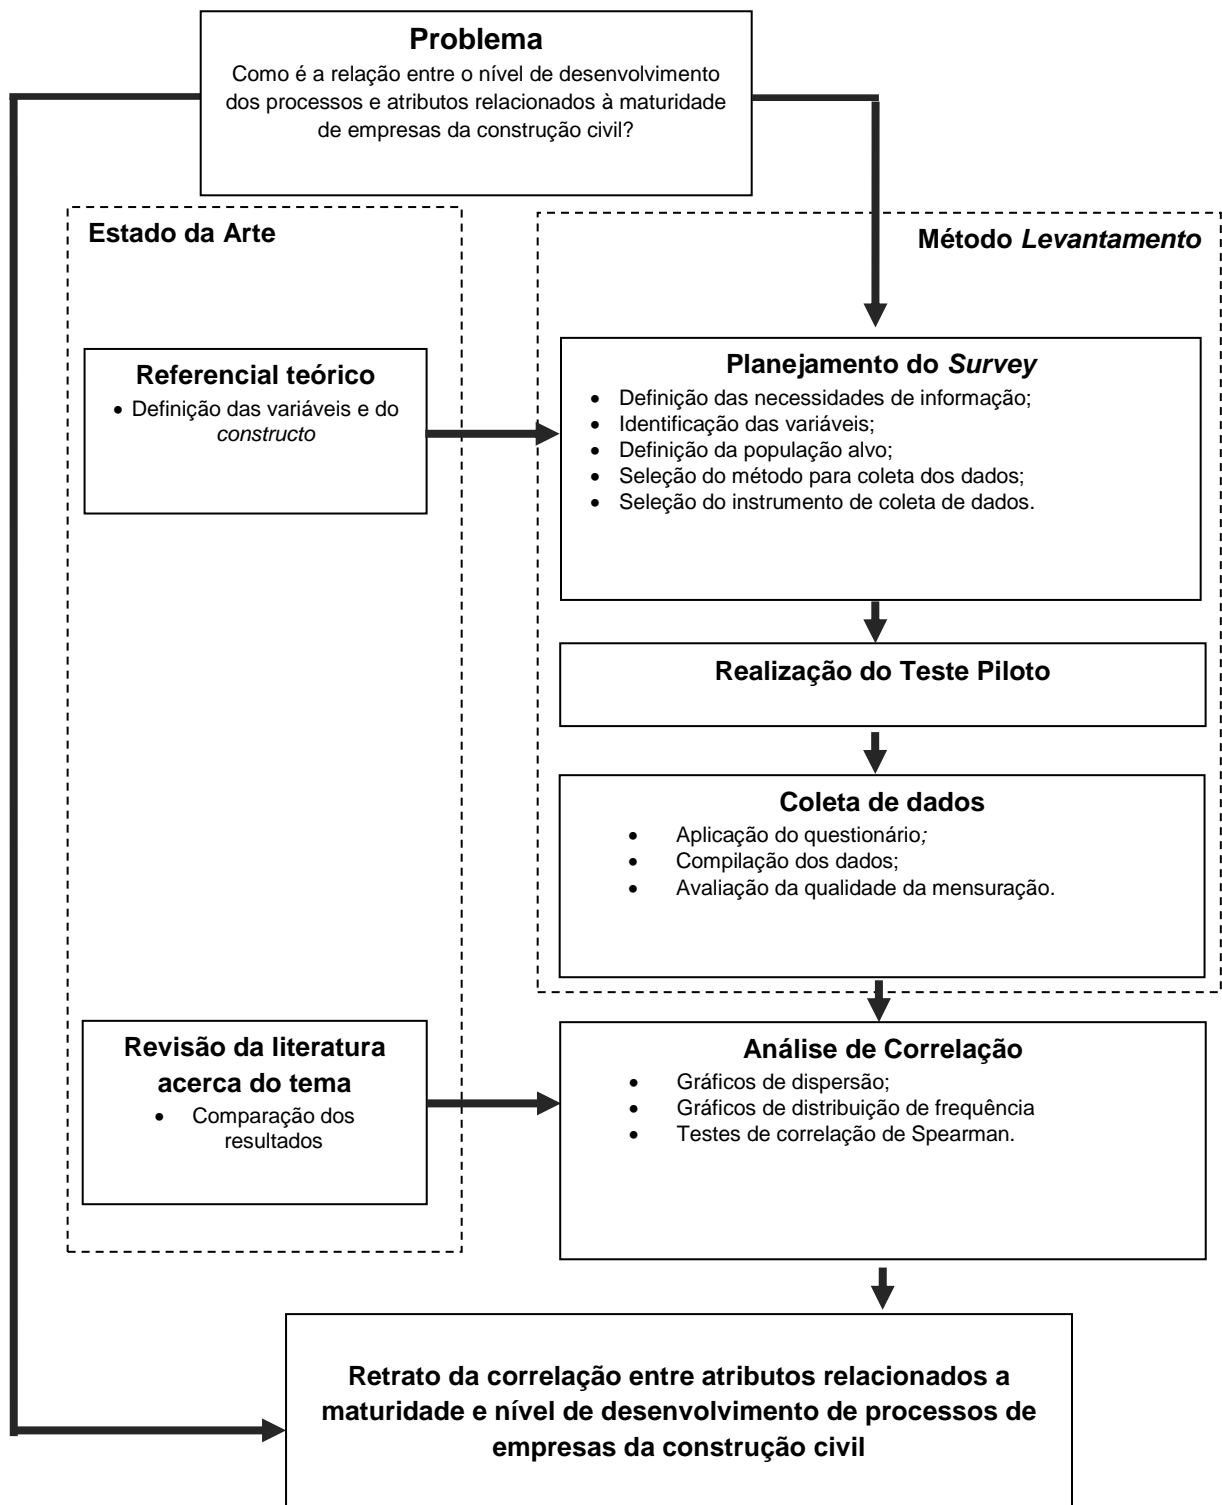 Problema
Como é a relação entre o nível de desenvolvimento
dos processos e atributos relacionados à maturidade
de empresas da construção civil?
Estado da Arte
Método Levantamento
Referencial teórico
• Definição das variáveis e do
constructo
Planejamento do Survey
• Definição das necessidades de informação;
• Identificação das variáveis;
• Definição da população alvo;
• Seleção do método para coleta dos dados;
• Seleção do instrumento de coleta de dados.
Realização do Teste Piloto
Coleta de dados
• Aplicação do questionário;
• Compilação dos dados;
• Avaliação da qualidade da mensuração.
Revisão da literatura
acerca do tema
• Comparação dos
resultados
Análise de Correlação
• Gráficos de dispersão;
• Gráficos de distribuição de frequência
• Testes de correlação de Spearman.
Retrato da correlação entre atributos relacionados a
maturidade e nível de desenvolvimento de processos de
empresas da construção civil